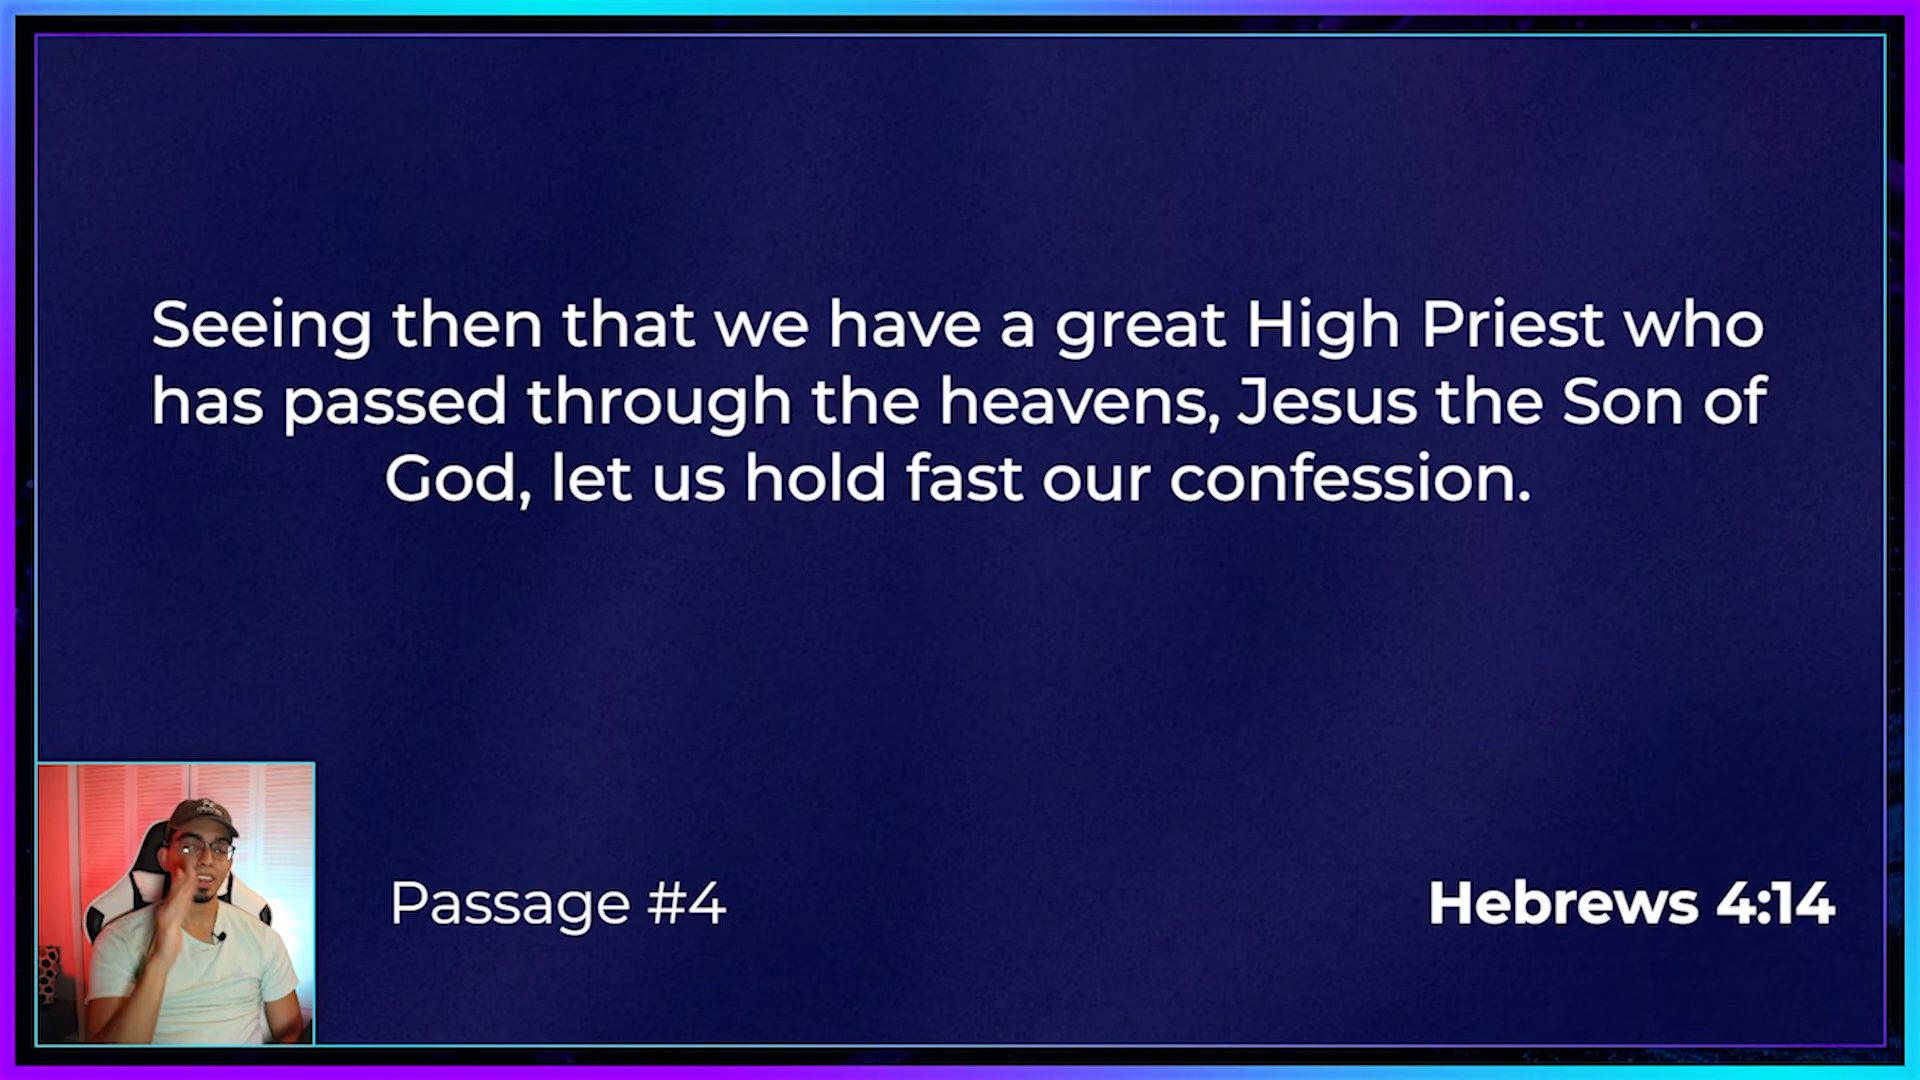 Seeing then that we have a great High Priest who
has passed through the heavens, Jesus the Son of
God, let us hold fast our confession.
Passage #4
Hebrews 4:14